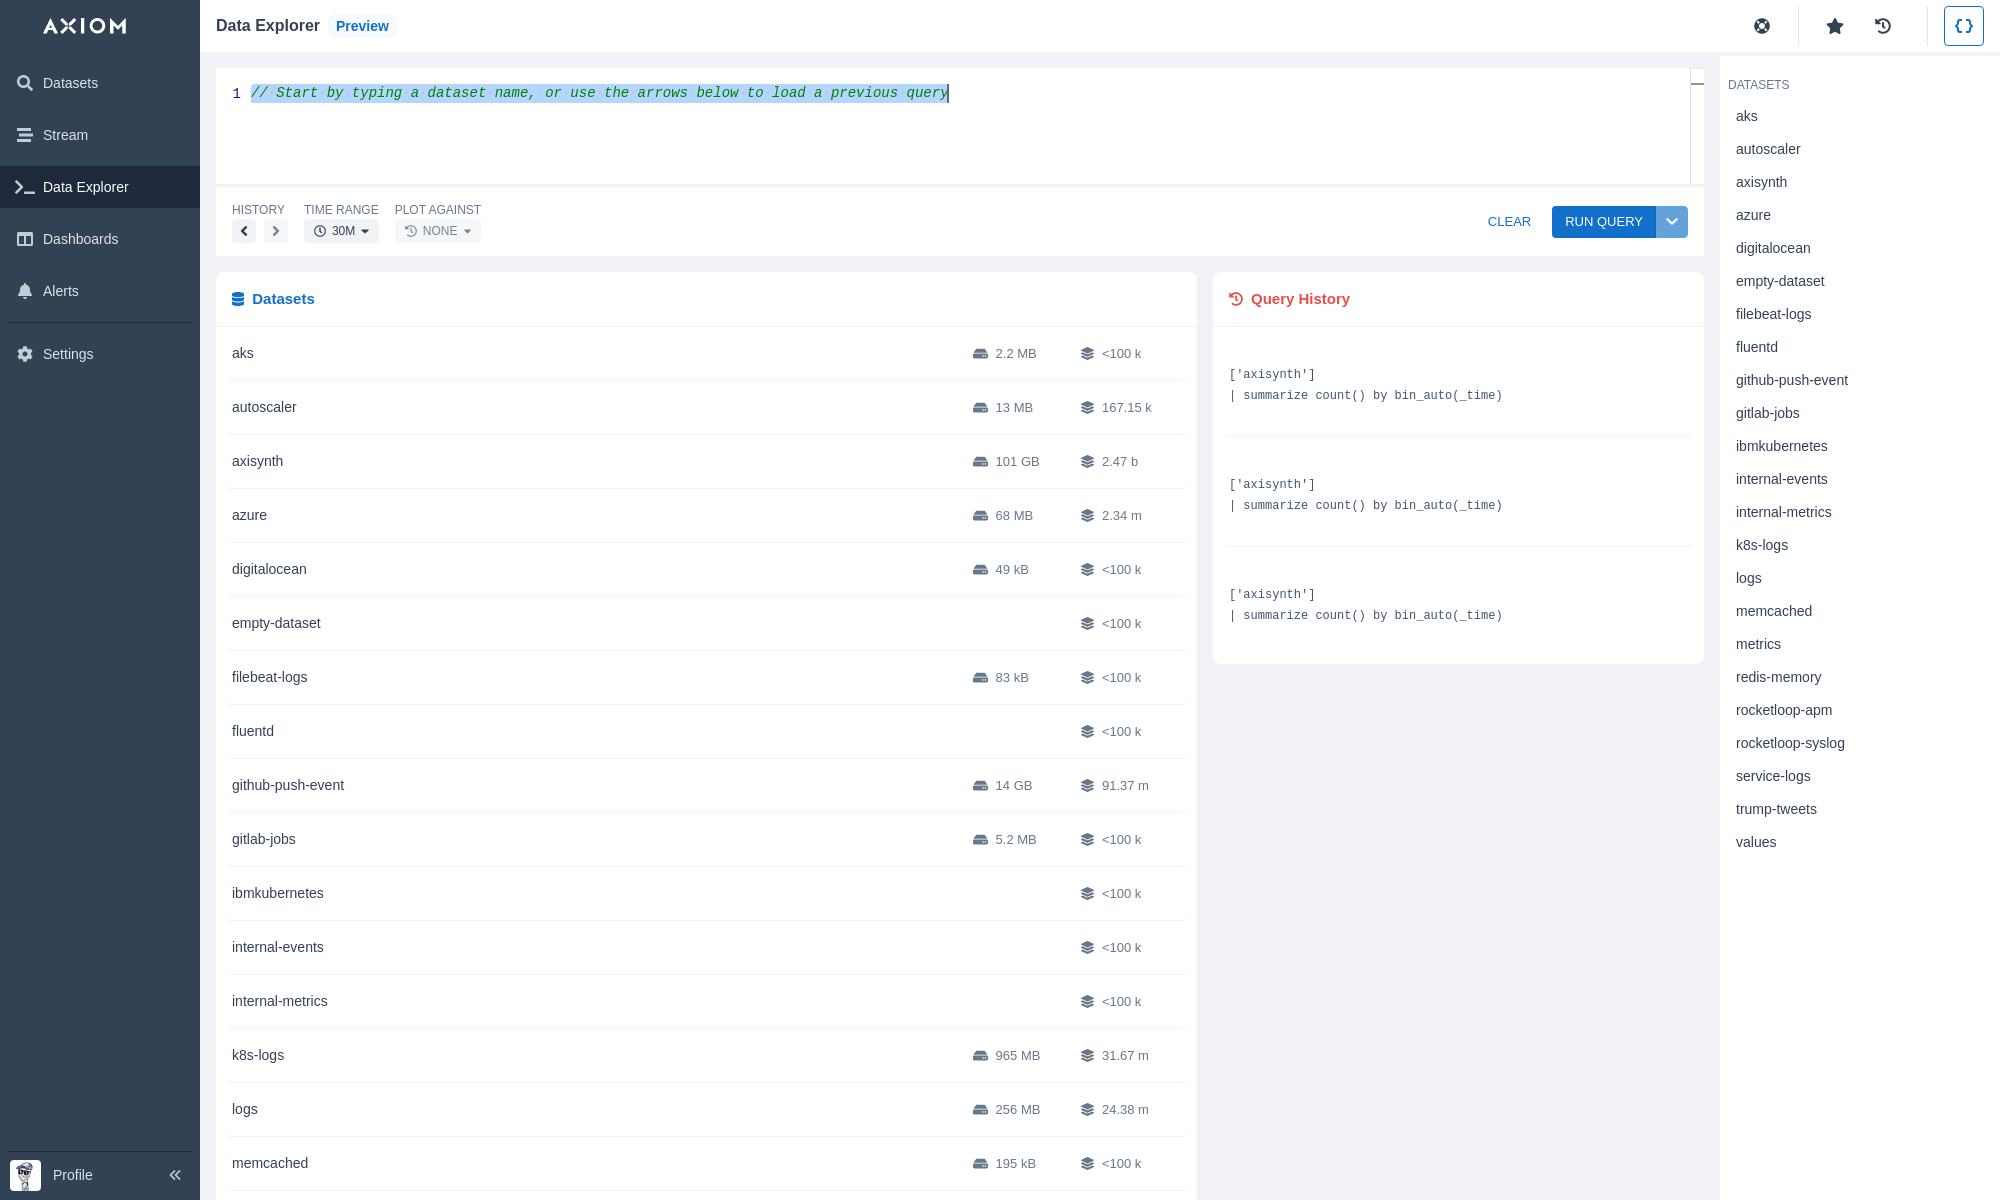 AXIOM
Datasets
Stream
Data Explorer
Dashboards
Alerts
Settings
Profile
Data Explorer Preview
1 // Start by typing a dataset name, or use the arrows below to load a previous query
HISTORY TIME RANGE PLOT AGAINST
30M NONE
CLEAR RUN QUERY
Datasets
aks 2.2 MB <100 k
autoscaler 13 MB 167.15 k
axisynth 101 GB 2.47 b
azure 68 MB 2.34 m
digitalocean 49 kB <100 k
empty-dataset <100 k
filebeat-logs 83 kB <100 k
fluentd <100 k
github-push-event 14 GB 91.37 m
gitlab-jobs 5.2 MB <100 k
ibmkubernetes <100 k
internal-events <100 k
internal-metrics <100 k
k8s-logs 965 MB 31.67 m
logs 256 MB 24.38 m
memcached 195 kB <100 k
Query History
['axisynth']
| summarize count() by bin_auto(_time)
['axisynth']
| summarize count() by bin_auto(_time)
['axisynth']
| summarize count() by bin_auto(_time)
DATASETS
aks
autoscaler
axisynth
azure
digitalocean
empty-dataset
filebeat-logs
fluentd
github-push-event
gitlab-jobs
ibmkubernetes
internal-events
internal-metrics
k8s-logs
logs
memcached
metrics
redis-memory
rocketloop-apm
rocketloop-syslog
service-logs
trump-tweets
values